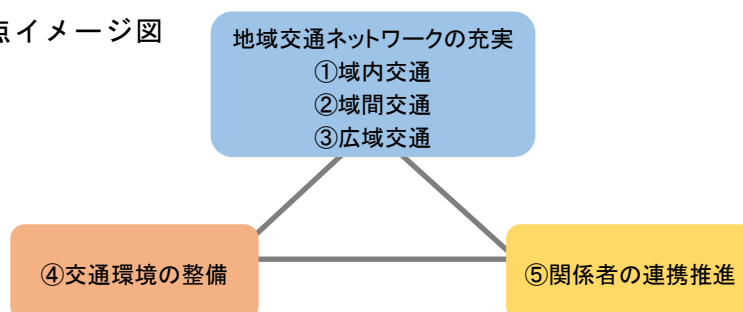 点イメージ図
地域交通ネットワークの充実
①域内交通
②域間交通
③広域交通
④交通環境の整備
⑤関係者の連携推進